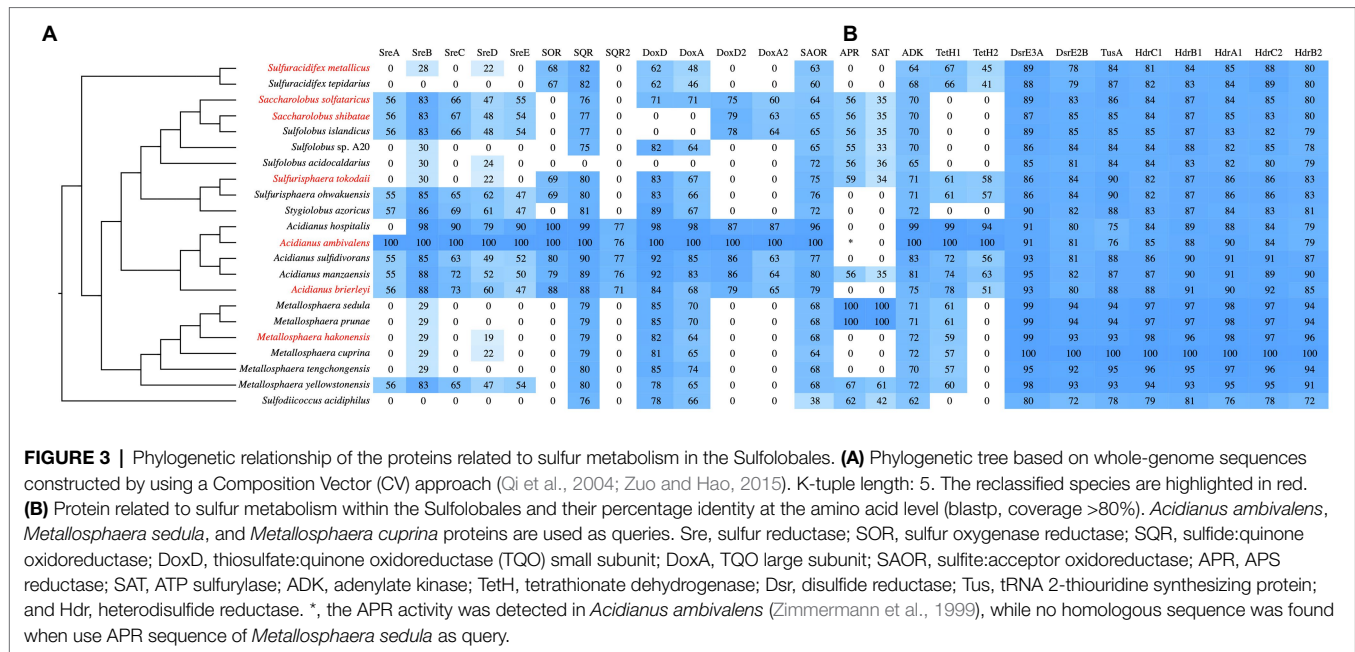 A B
SreA SreB SreC SreD SreE SOR SQR SQR2 DoxD DoxA DoxD2 DoxA2 SAOR APR SAT ADK TetH1 TetH2 DsrE3A DsrE2B TusA HdrC1 HdrB1 HdrA1 HdrC2 HdrB2
Sulfuracidifex metallicus 0 28 0 22 0 68 82 0 62 48 0 0 63 0 0 64 67 45 89 78 84 81 84 85 88 80
Sulfuracidifex tepidarius 0 0 0 0 0 67 82 0 62 46 0 0 60 0 0 68 66 41 88 79 87 82 83 84 89 80
Saccharolobus solfataricus 56 83 66 47 55 0 76 0 71 71 75 60 64 56 35 70 0 0 89 83 86 84 87 84 85 80
Saccharolobus shibatae 56 83 67 48 54 0 77 0 0 0 79 63 65 56 35 70 0 0 87 85 85 84 87 85 83 80
Sulfolobus islandicus 56 83 66 48 54 0 77 0 0 0 78 64 65 56 35 70 0 0 89 85 85 85 87 83 82 79
Sulfolobus sp. A20 0 30 0 0 0 0 75 0 82 64 0 0 65 55 33 70 0 0 86 84 84 84 88 82 85 78
Sulfolobus acidocaldarius 0 30 0 24 0 0 0 0 0 0 0 0 72 56 36 65 0 0 85 81 84 84 83 82 80 79
Sulfurisphaera tokodaii 0 30 0 22 0 69 80 0 83 67 0 0 75 59 34 71 61 58 86 84 90 82 87 86 86 83
Sulfurisphaera ohwakuensis 55 85 65 62 47 69 80 0 83 66 0 0 76 0 0 71 61 57 86 84 90 82 87 86 86 83
Stygiolobus azoricus 57 86 69 61 47 0 81 0 89 67 0 0 72 0 0 72 0 0 90 82 88 83 87 84 83 81
Acidianus hospitalis 0 98 90 79 90 100 99 77 98 98 87 87 96 0 0 99 99 94 91 80 75 84 89 88 84 79
Acidianus ambivalens 100 100 100 100 100 100 100 76 100 100 100 100 100 * 0 100 100 100 91 81 76 85 88 90 84 79
Acidianus sulfidivorans 55 85 63 49 52 80 90 77 92 85 86 63 77 0 0 83 72 56 93 81 88 86 90 91 91 87
Acidianus manzaensis 55 88 72 52 50 79 89 76 92 83 86 64 80 56 35 81 74 63 95 82 87 87 90 91 89 90
Acidianus brierleyi 56 88 73 60 47 88 88 71 84 68 79 65 79 0 0 75 78 51 93 80 88 88 91 90 92 85
Metallosphaera sedula 0 29 0 0 0 0 79 0 85 70 0 0 68 100 100 71 61 0 99 94 94 97 97 98 97 94
Metallosphaera prunae 0 29 0 0 0 0 79 0 85 70 0 0 68 100 100 71 61 0 99 94 94 97 97 98 97 94
Metallosphaera hakonensis 0 29 0 19 0 0 79 0 82 64 0 0 68 0 0 72 59 0 99 93 93 98 96 98 97 96
Metallosphaera cuprina 0 29 0 22 0 0 79 0 81 65 0 0 64 0 0 72 57 0 100 100 100 100 100 100 100 100
Metallosphaera tengchongensis 0 29 0 0 0 0 80 0 85 74 0 0 68 0 0 70 57 0 95 92 95 96 95 97 96 94
Metallosphaera yellowstonensis 56 83 65 47 54 0 80 0 78 65 0 0 68 67 61 72 60 0 98 93 93 94 93 95 95 91
Sulfodiicoccus acidiphilus 0 0 0 0 0 0 76 0 78 66 0 0 38 62 42 62 0 0 80 72 78 79 81 76 78 72
FIGURE 3 | Phylogenetic relationship of the proteins related to sulfur metabolism in the Sulfolobales. (A) Phylogenetic tree based on whole-genome sequences
constructed by using a Composition Vector (CV) approach (Qi et al., 2004; Zuo and Hao, 2015). K-tuple length: 5. The reclassified species are highlighted in red.
(B) Protein related to sulfur metabolism within the Sulfolobales and their percentage identity at the amino acid level (blastp, coverage >80%). Acidianus ambivalens,
Metallosphaera sedula, and Metallosphaera cuprina proteins are used as queries. Sre, sulfur reductase; SOR, sulfur oxygenase reductase; SQR, sulfide:quinone
oxidoreductase; DoxD, thiosulfate:quinone oxidoreductase (TQO) small subunit; DoxA, TQO large subunit; SAOR, sulfite:acceptor oxidoreductase; APR, APS
reductase; SAT, ATP sulfurylase; ADK, adenylate kinase; TetH, tetrathionate dehydrogenase; Dsr, disulfide reductase; Tus, tRNA 2-thiouridine synthesizing protein;
and Hdr, heterodisulfide reductase. *, the APR activity was detected in Acidianus ambivalens (Zimmermann et al., 1999), while no homologous sequence was found
when use APR sequence of Metallosphaera sedula as query.